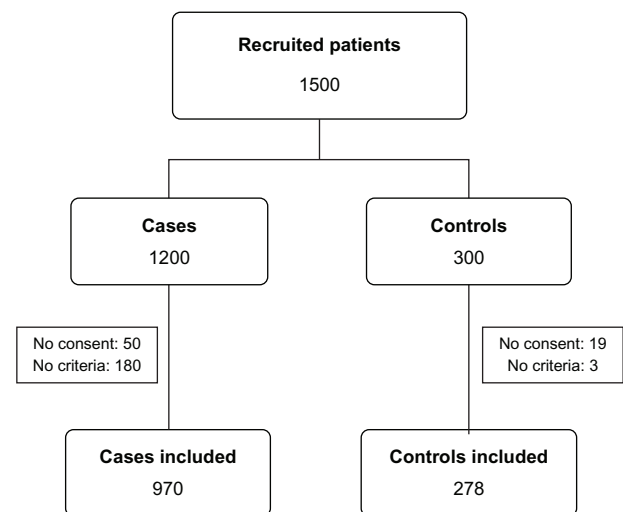 Recruited patients
1500
Cases
1200
Controls
300
No consent: 50
No criteria: 180
No consent: 19
No criteria: 3
Cases included
970
Controls included
278